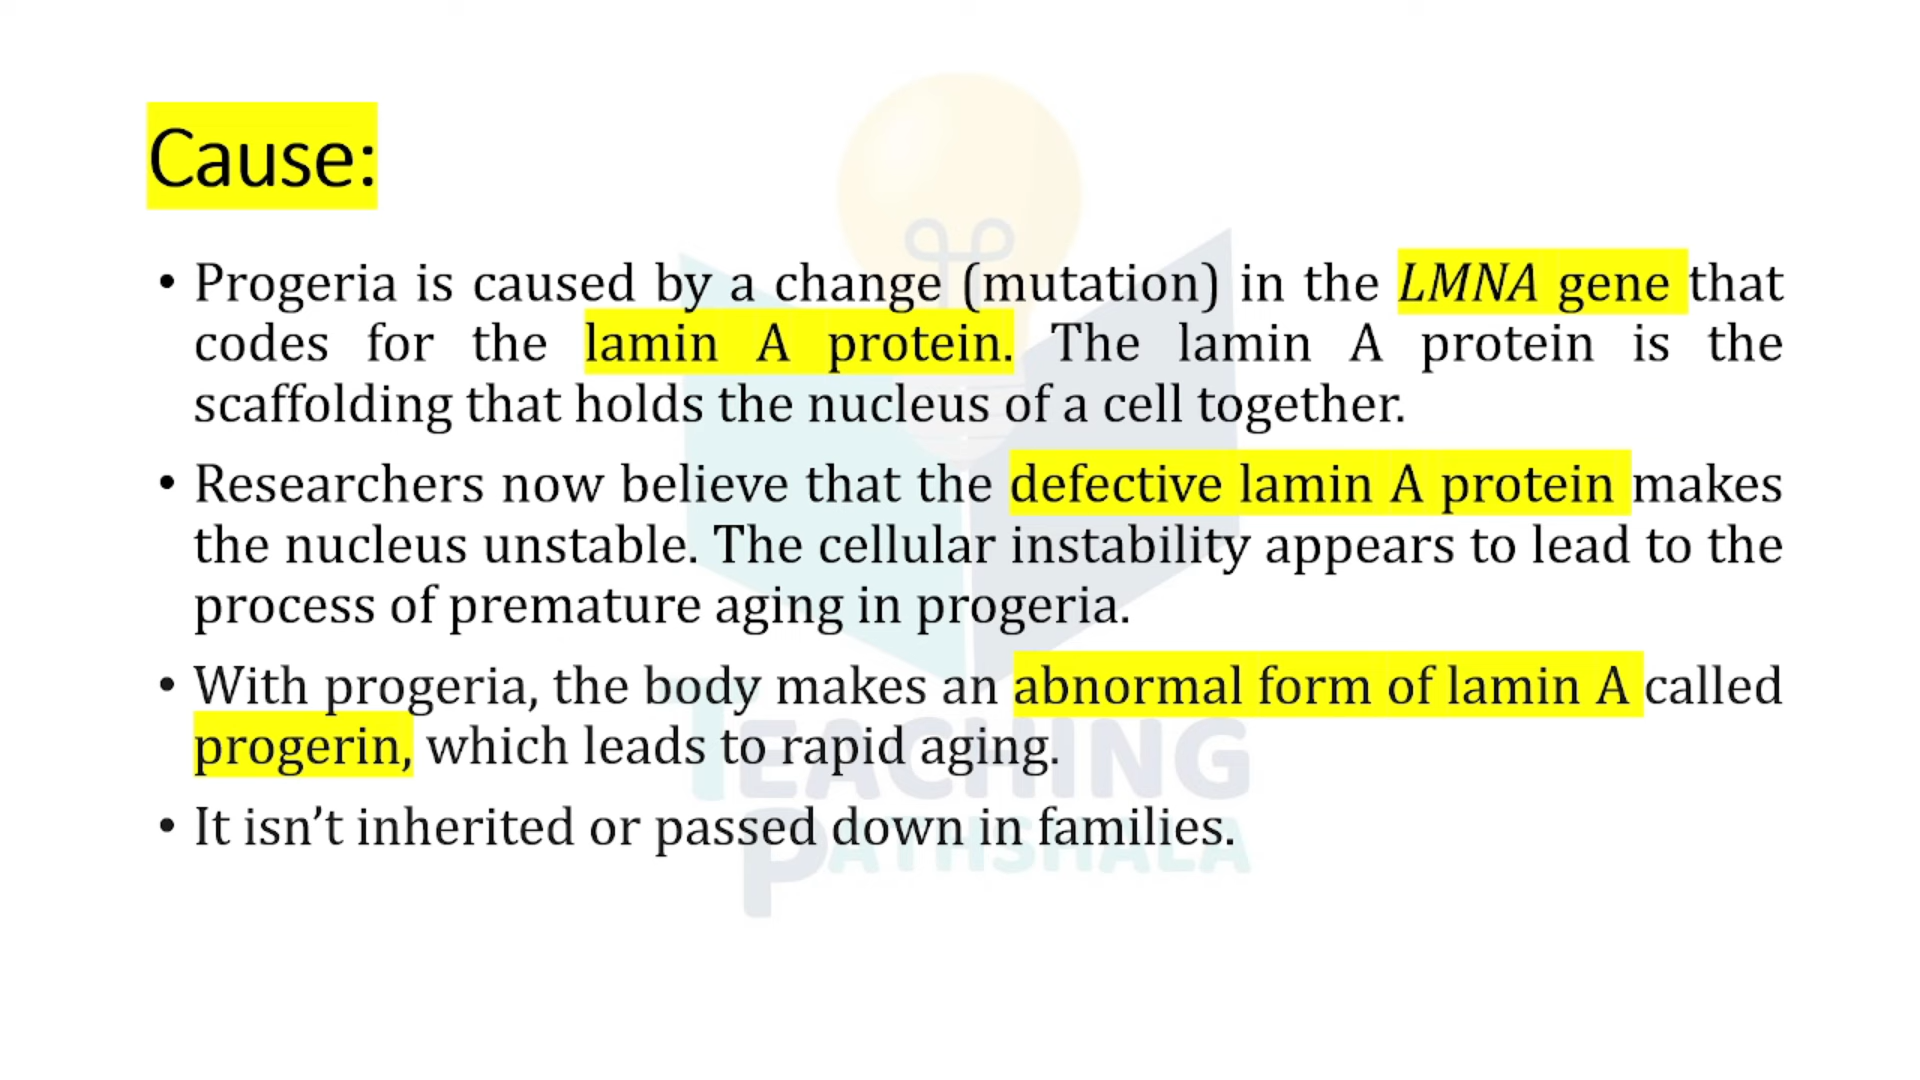 Cause:
• Progeria is caused by a change (mutation) in the LMNA gene that
codes for the lamin A protein. The lamin A protein is the
scaffolding that holds the nucleus of a cell together.
• Researchers now believe that the defective lamin A protein makes
the nucleus unstable. The cellular instability appears to lead to the
process of premature aging in progeria.
• With progeria, the body makes an abnormal form of lamin A called
progerin, which leads to rapid aging.
• It isn’t inherited or passed down in families.
TEACHING
PATHSHALA